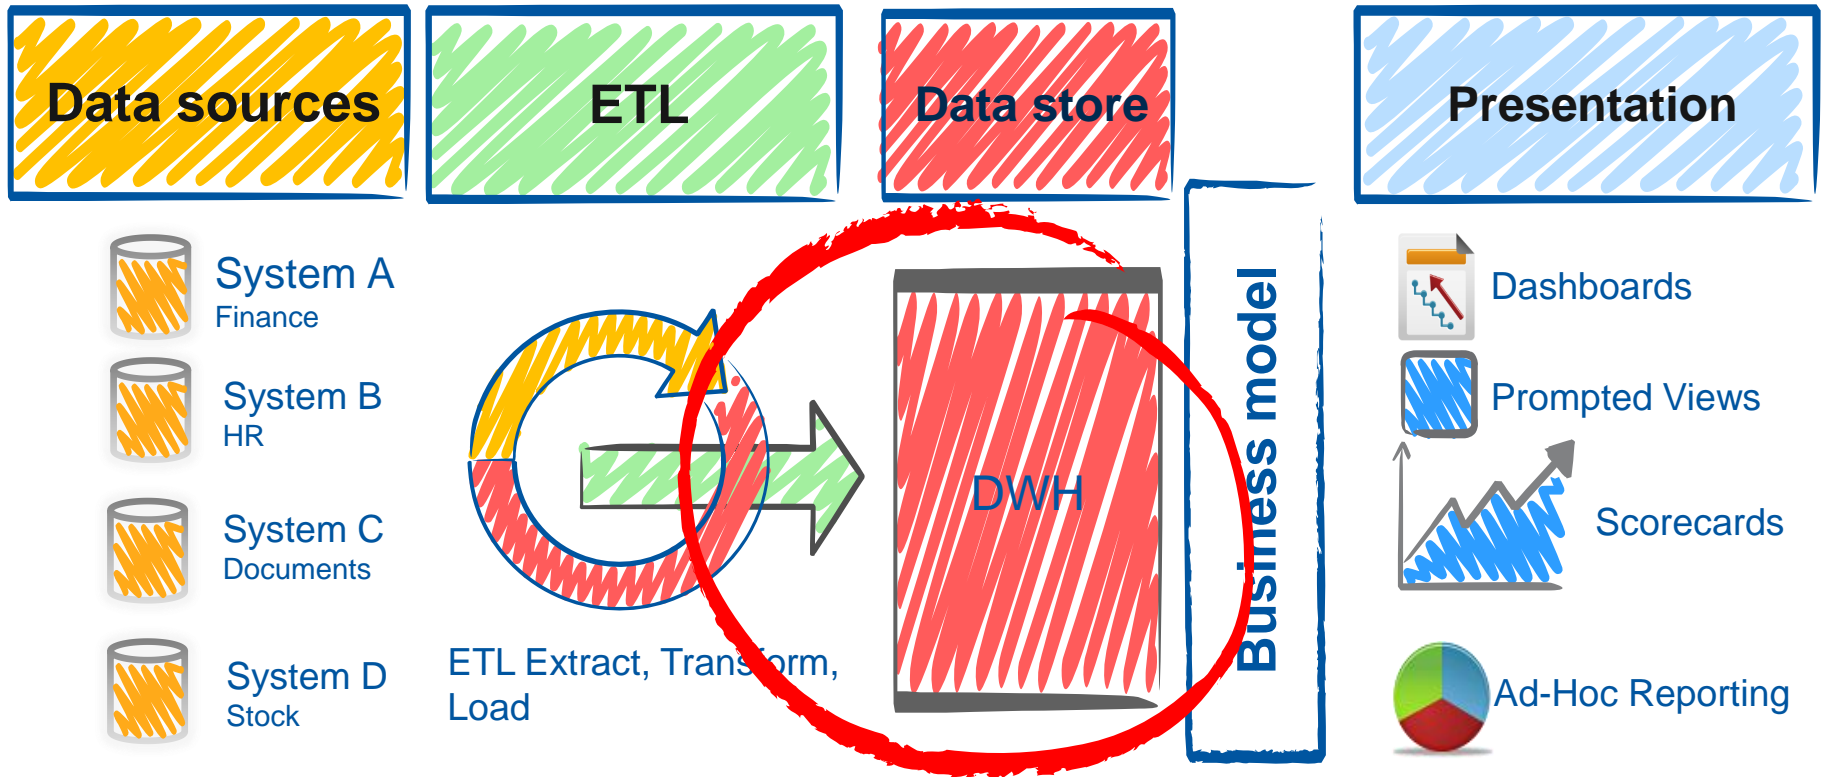 Data sources
ETL
Data store
Presentation
System A
Finance
System B
HR
System C
Documents
System D
Stock
ETL Extract, Transform,
Load
DWH
Business model
Dashboards
Prompted Views
Scorecards
Ad-Hoc Reporting